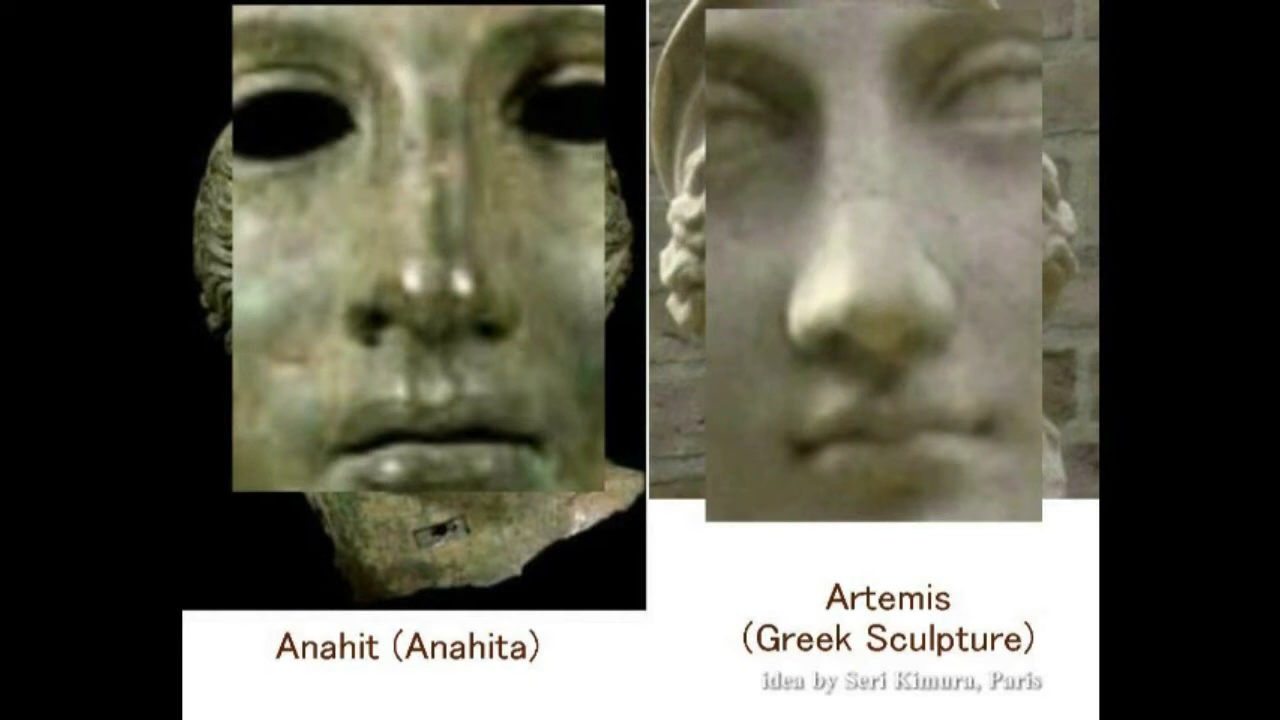 Anahit (Anahita)
Artemis
(Greek Sculpture)
idea by Seri Kimura, Paris